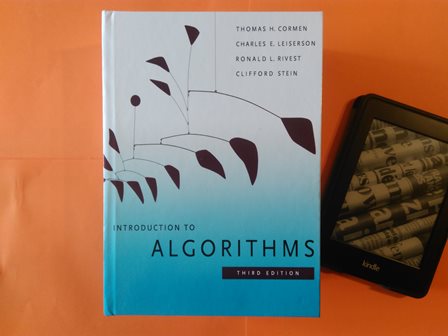 THOMAS H. CORMEN
CHARLES E. LEISERSON
RONALD L. RIVEST
CLIFFORD STEIN
INTRODUCTION TO
ALGORITHMS
THIRD EDITION
kindle